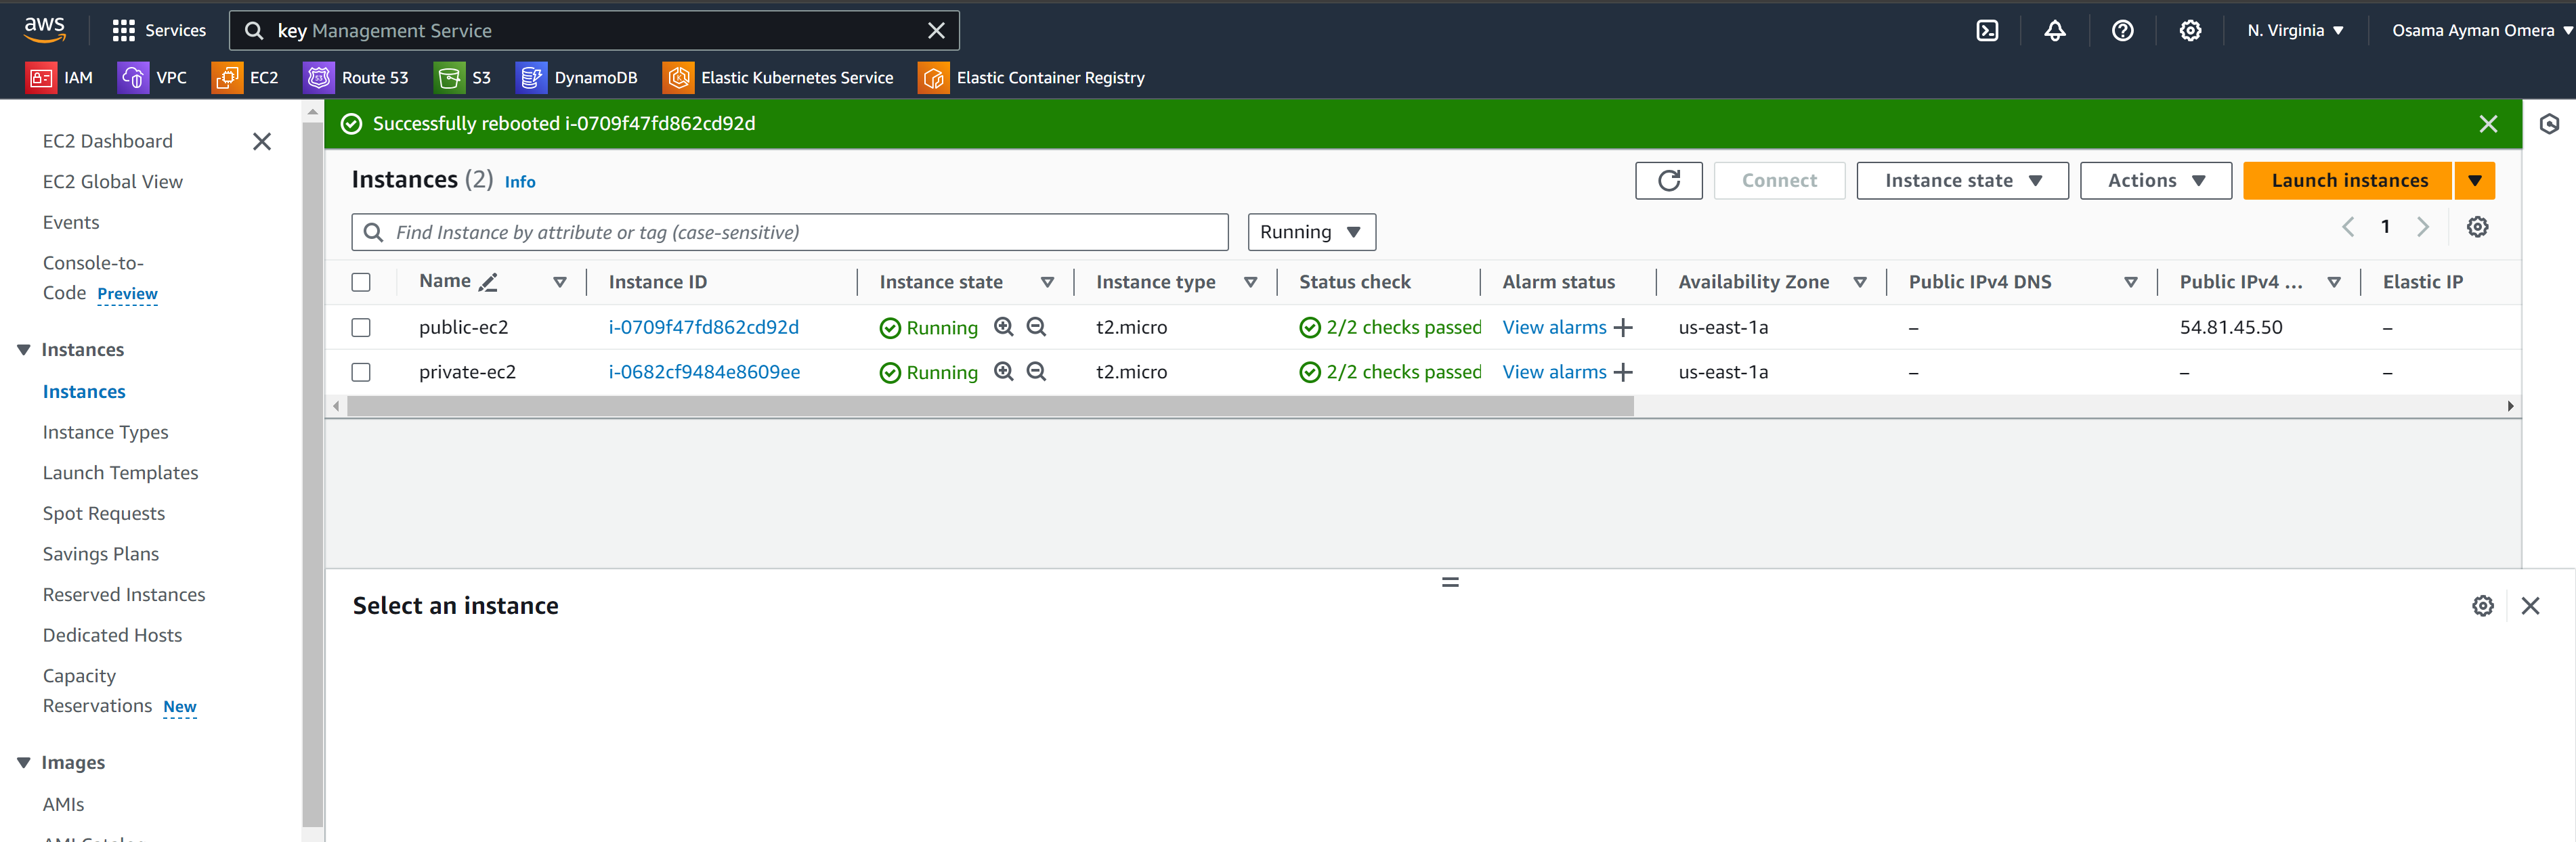 aws
Services
key Management Service
N. Virginia
Osama Ayman Omera
IAM
VPC
EC2
Route 53
S3
DynamoDB
Elastic Kubernetes Service
Elastic Container Registry
EC2 Dashboard
EC2 Global View
Events
Console-to-
Code Preview
Instances
Instances
Instance Types
Launch Templates
Spot Requests
Savings Plans
Reserved Instances
Dedicated Hosts
Capacity
Reservations New
Images
AMIs
Successfully rebooted i-0709f47fd862cd92d
Instances (2) Info
Connect
Instance state
Actions
Launch instances
Find Instance by attribute or tag (case-sensitive)
Running
1
Name Instance ID Instance state Instance type Status check Alarm status Availability Zone Public IPv4 DNS Public IPv4 ... Elastic IP
public-ec2 i-0709f47fd862cd92d Running t2.micro 2/2 checks passed View alarms + us-east-1a – 54.81.45.50 –
private-ec2 i-0682cf9484e8609ee Running t2.micro 2/2 checks passed View alarms + us-east-1a – – –
Select an instance